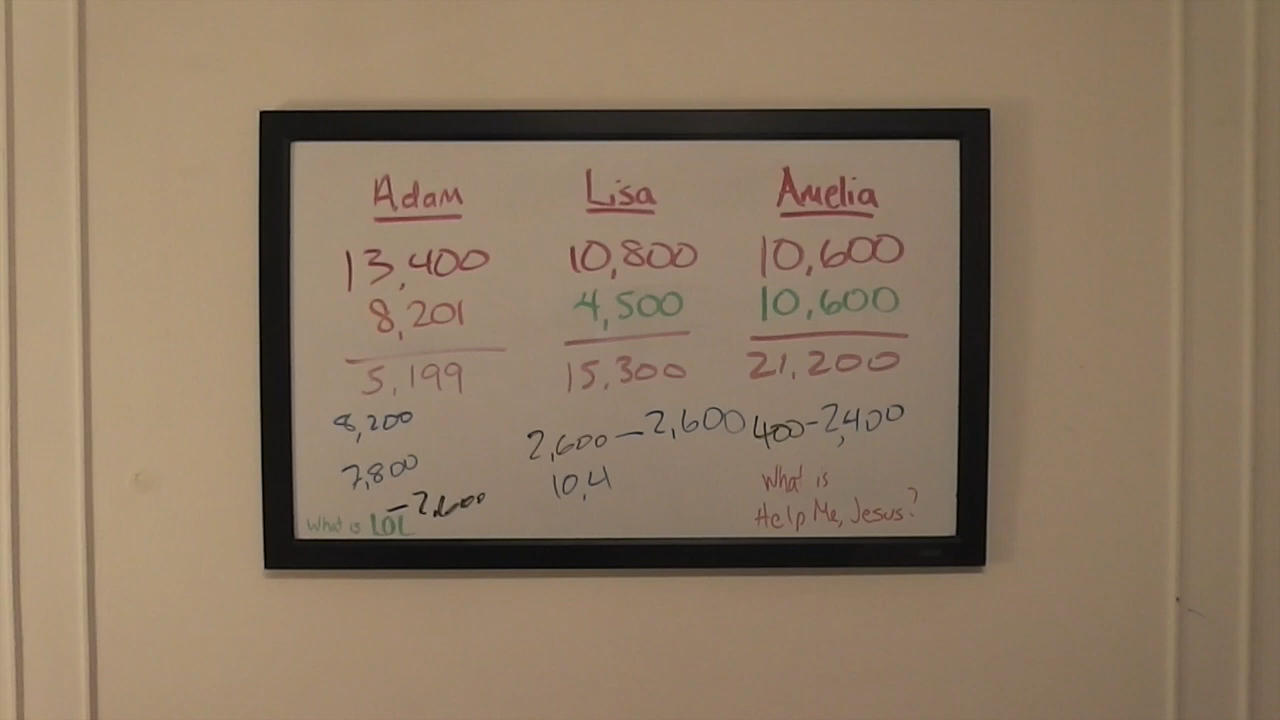 Adam Lisa Amelia
13,400 10,800 10,600
8,201 4,500 10,600
5,199 15,300 21,200
8,200 2,600 – 2,600 400 – 2,400
7,800 10,4 What is
What is LOL Help Me, Jesus?